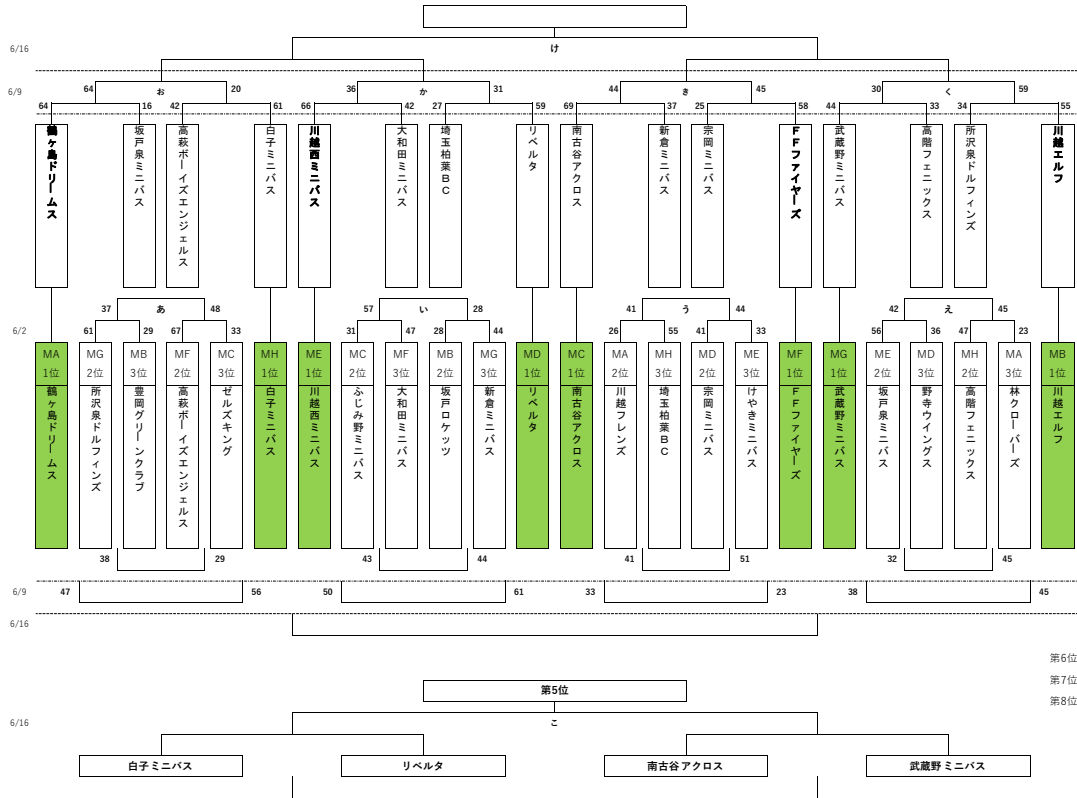 6/16
け
6/9
64 お 20 36 か 31 44 き 45 30 く 59
64 16 42 61 66 42 27 59 69 37 25 58 44 33 34 55
鶴ヶ島ドリームス
坂戸泉ミニバス
高萩ボーイズエンジェルス
白子ミニバス
川越西ミニバス
大和田ミニバス
埼玉柏葉BC
リベルタ
南古谷アクロス
新倉ミニバス
宗岡ミニバス
FFファイヤーズ
武蔵野ミニバス
高階フェニックス
所沢泉ドルフィンズ
川越エルフ
37 あ 48 57 い 28 41 う 44 42 え 45
6/2
61 29 67 33 31 47 28 44 26 55 41 33 56 36 47 23
MA MG MB MF MC MH ME MC MF MB MG MD MC MA MH MD ME MF MG ME MD MH MA MB
1位 2位 3位 2位 3位 1位 1位 2位 3位 2位 3位 1位 1位 2位 3位 2位 3位 1位 1位 2位 3位 2位 3位 1位
鶴ヶ島ドリームス
所沢泉ドルフィンズ
豊岡グリーンクラブ
高萩ボーイズエンジェルス
ゼルズキング
白子ミニバス
川越西ミニバス
ふじみ野ミニバス
大和田ミニバス
坂戸ロケッツ
新倉ミニバス
リベルタ
南古谷アクロス
川越フレンズ
埼玉柏葉BC
宗岡ミニバス
けやきミニバス
FFファイヤーズ
武蔵野ミニバス
坂戸泉ミニバス
野寺ウイングス
高階フェニックス
林クローバーズ
川越エルフ
38 29 43 44 41 51 32 45
6/9
47 56 50 61 33 23 38 45
6/16
第6位
第7位
第8位
第5位
6/16
こ
白子ミニバス
リベルタ
南古谷アクロス
武蔵野ミニバス